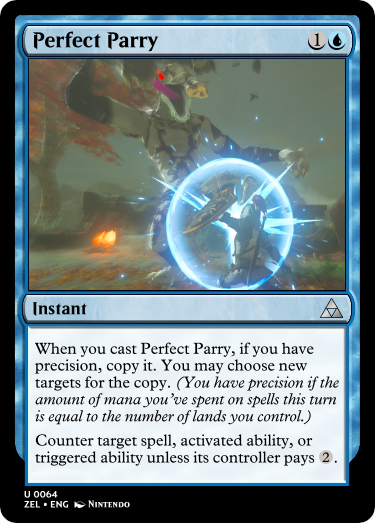 Perfect Parry 1
Instant
When you cast Perfect Parry, if you have
precision, copy it. You may choose new
targets for the copy. (You have precision if the
amount of mana you've spent on spells this turn
is equal to the number of lands you control.)
Counter target spell, activated ability, or
triggered ability unless its controller pays 2.
U 0064
ZEL • ENG Nintendo